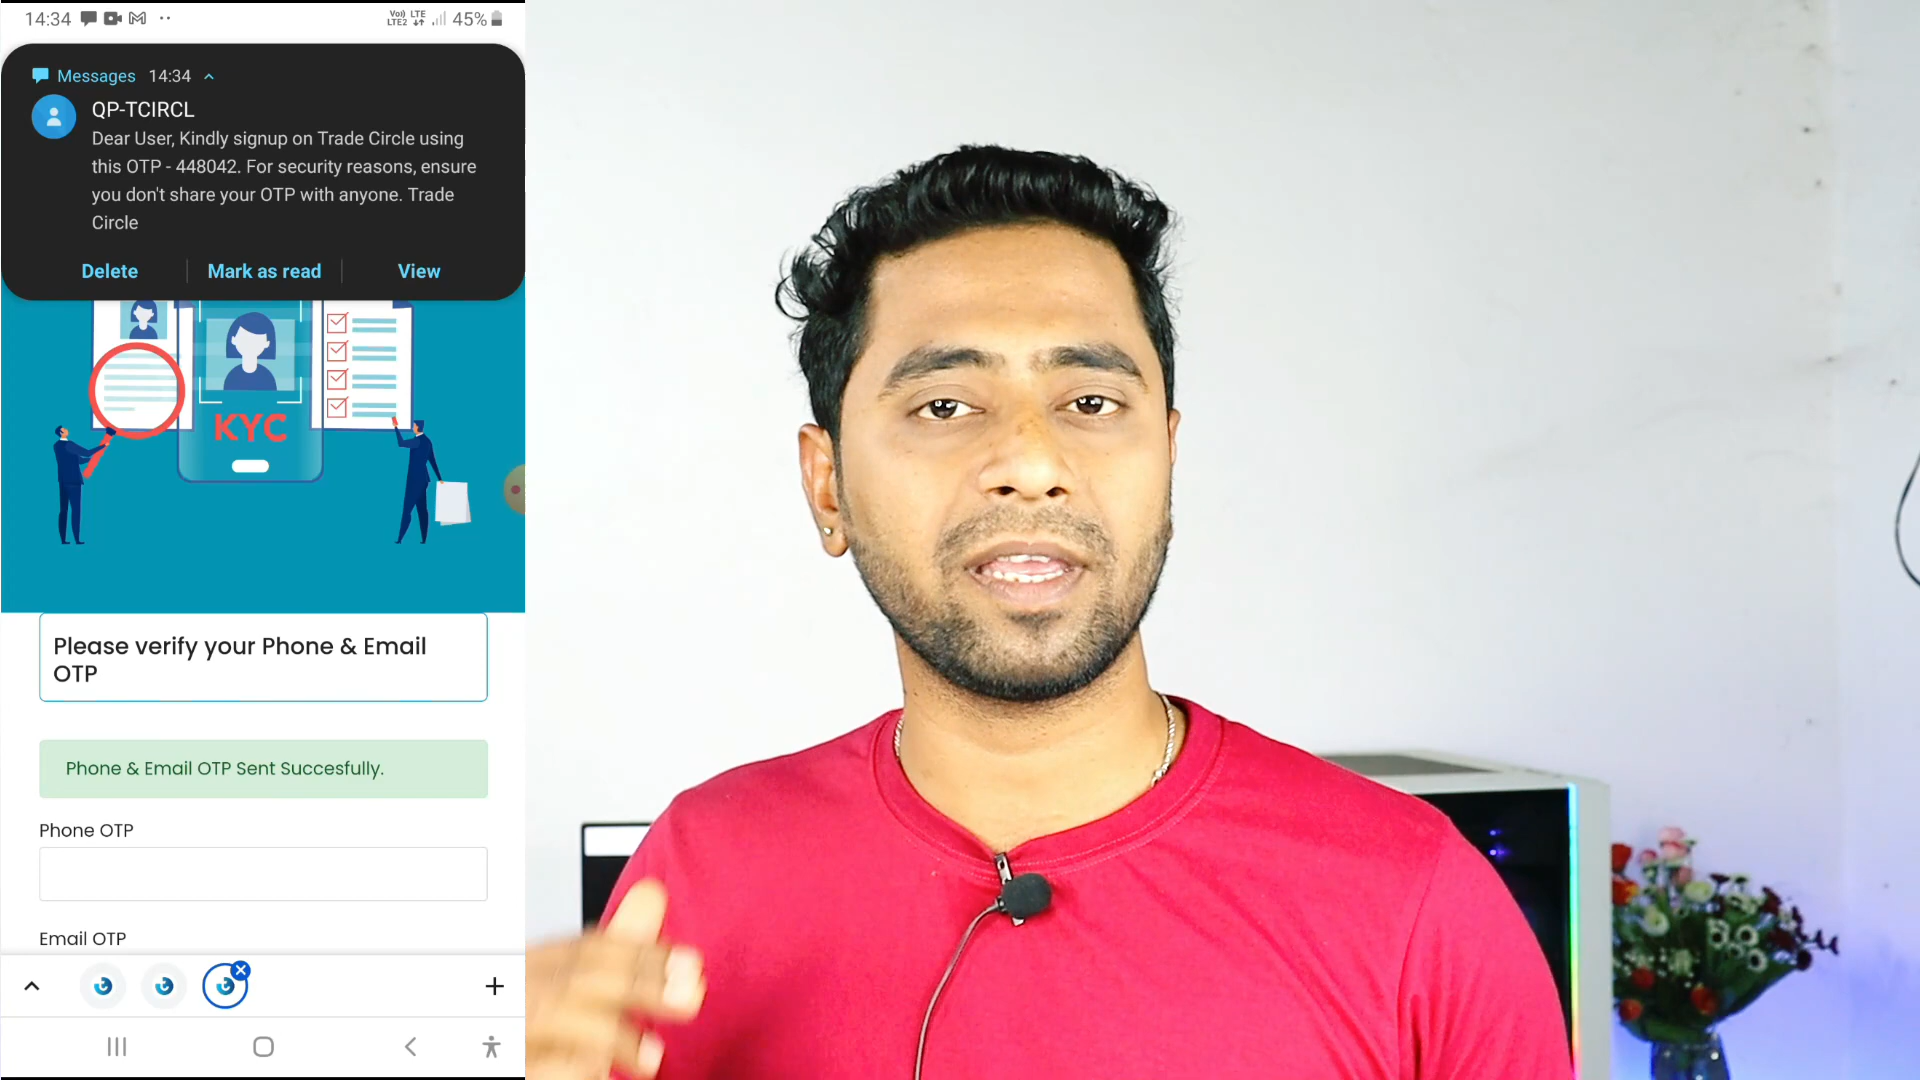 14:34
Vo) LTE
LTE2
45%
Messages 14:34
QP-TCIRCL
Dear User, Kindly signup on Trade Circle using
this OTP - 448042. For security reasons, ensure
you don't share your OTP with anyone. Trade
Circle
Delete Mark as read View
KYC
Please verify your Phone & Email
OTP
Phone & Email OTP Sent Succesfully.
Phone OTP
Email OTP